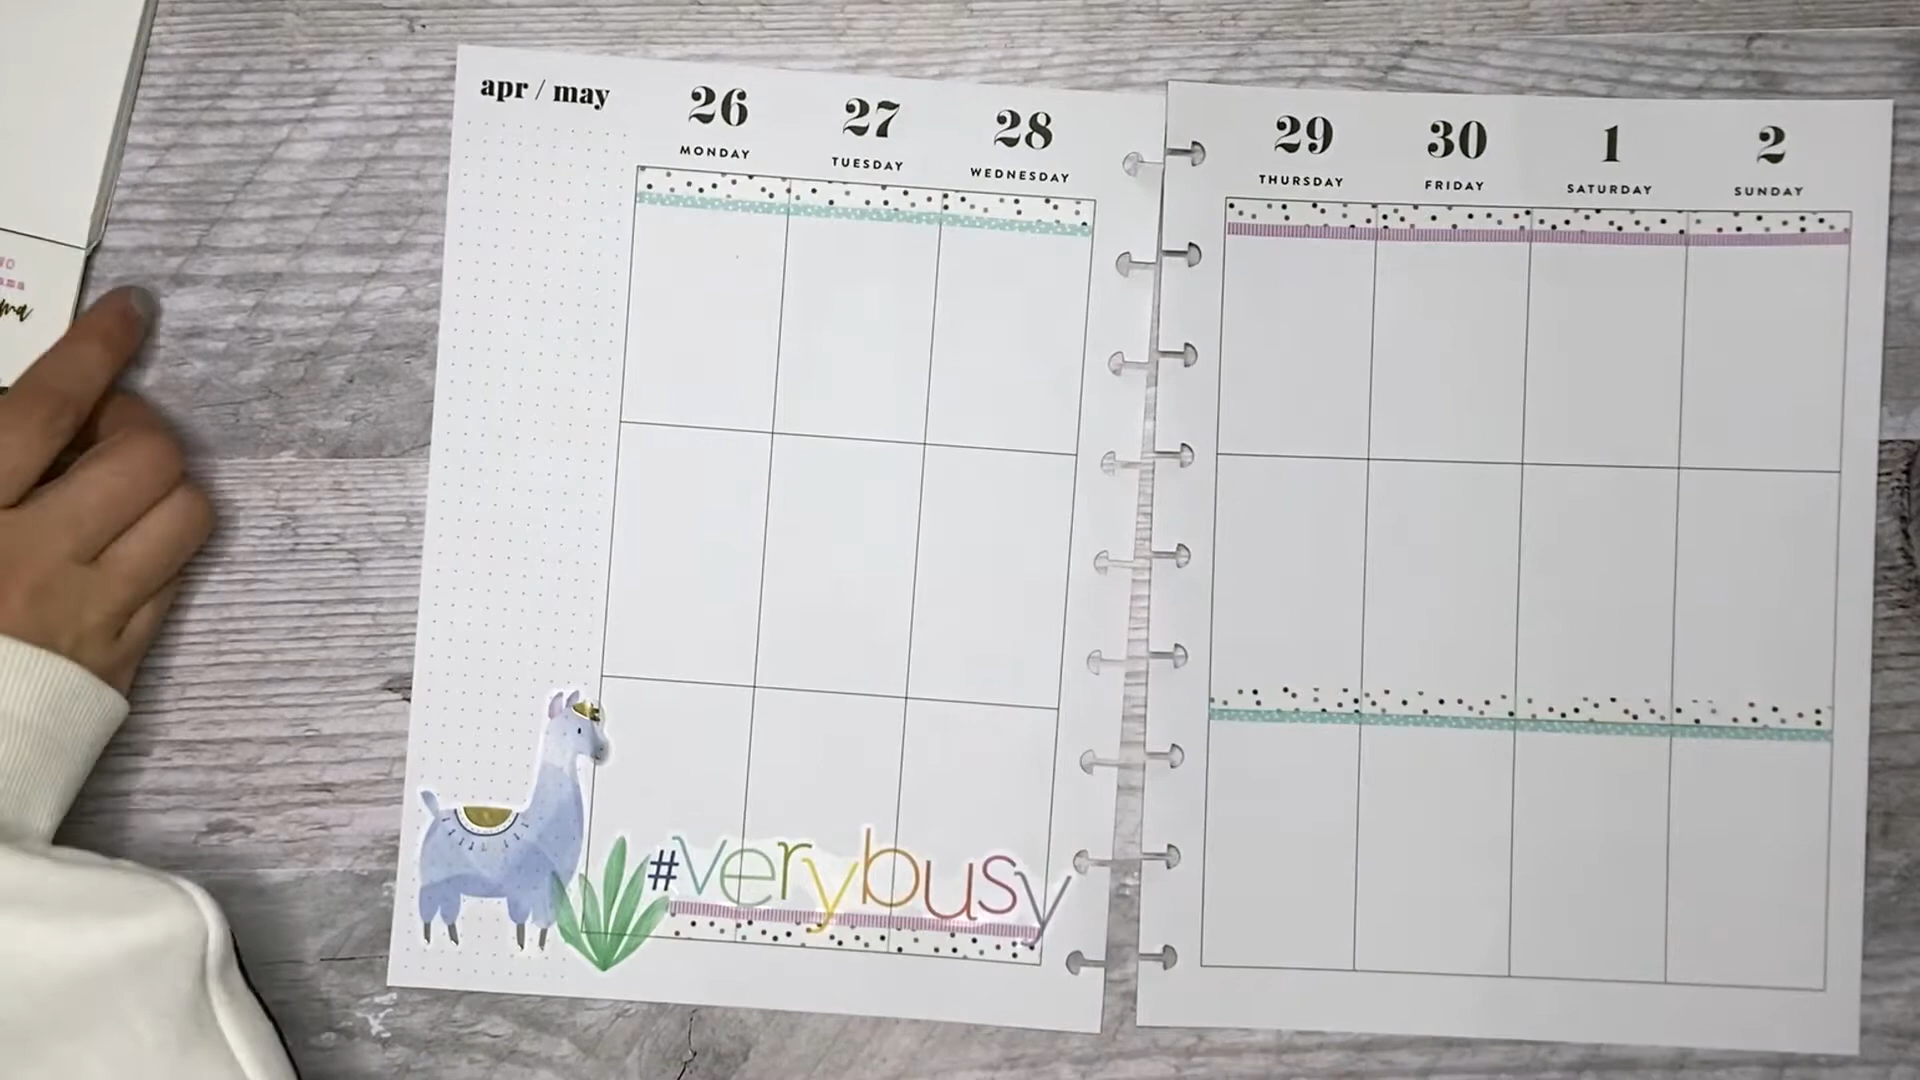 apr / may
26
MONDAY
27
TUESDAY
28
WEDNESDAY
29
THURSDAY
30
FRIDAY
1
SATURDAY
2
SUNDAY
#verybusy